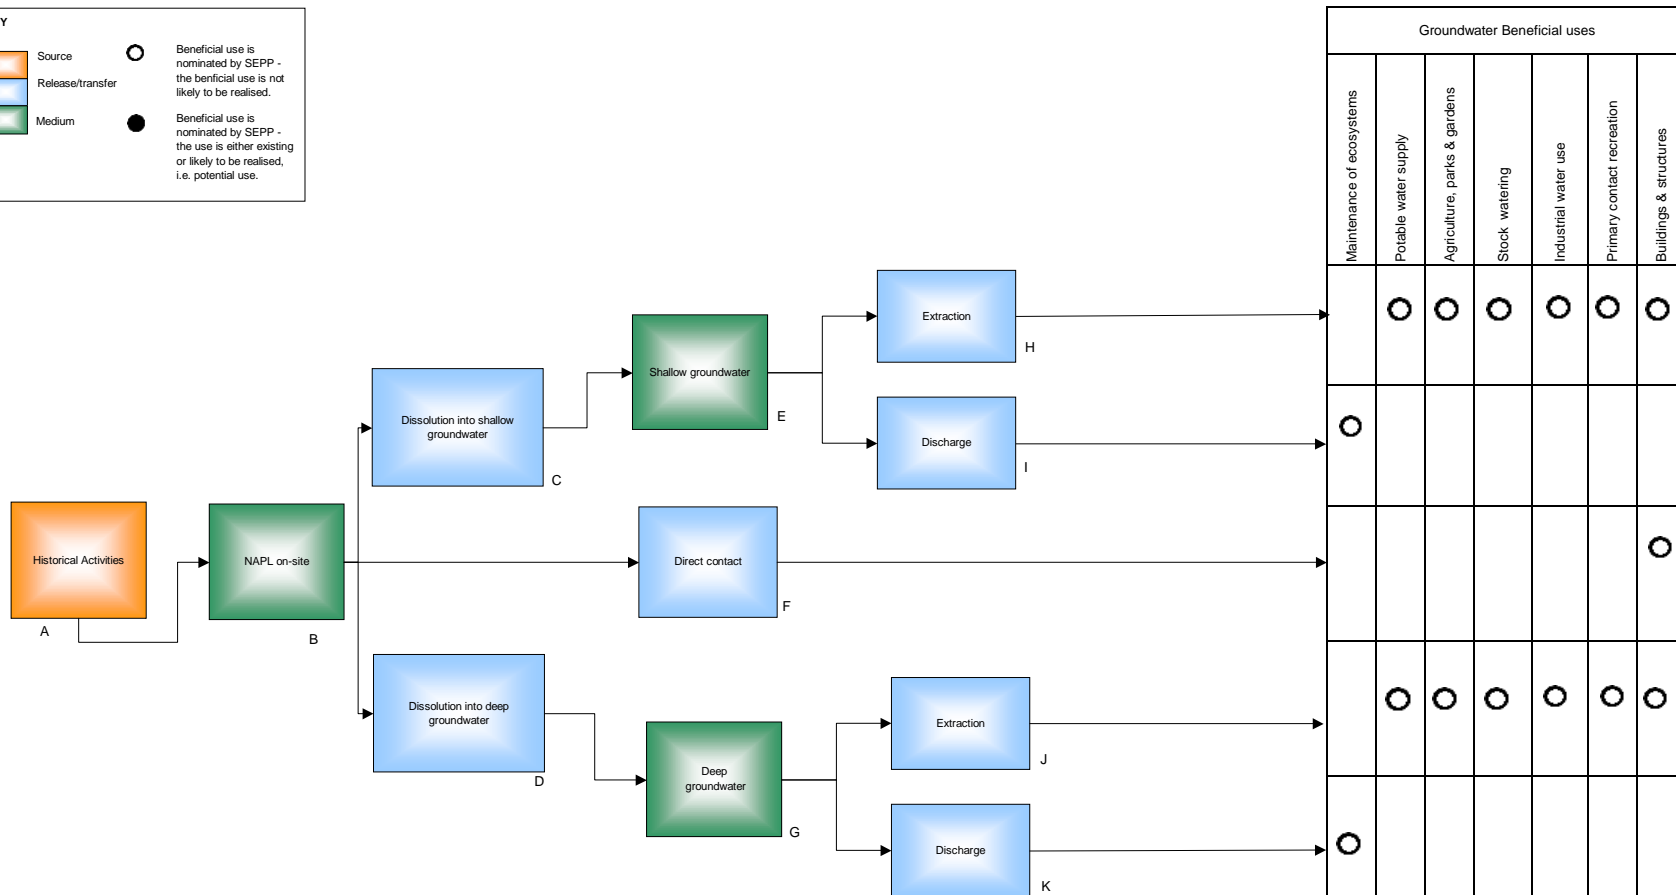 Y
Source
Release/transfer
Medium
Beneficial use is
nominated by SEPP -
the benficial use is not
likely to be realised.
Beneficial use is
nominated by SEPP -
the use is either existing
or likely to be realised,
i.e. potential use.
Groundwater Beneficial uses
Maintenance of ecosystems
Potable water supply
Agriculture, parks & gardens
Stock watering
Industrial water use
Primary contact recreation
Buildings & structures
Historical Activities
A
NAPL on-site
B
Dissolution into shallow
groundwater
C
Dissolution into deep
groundwater
D
Shallow groundwater
E
Direct contact
F
Deep
groundwater
G
Extraction
H
Discharge
I
Extraction
J
Discharge
K